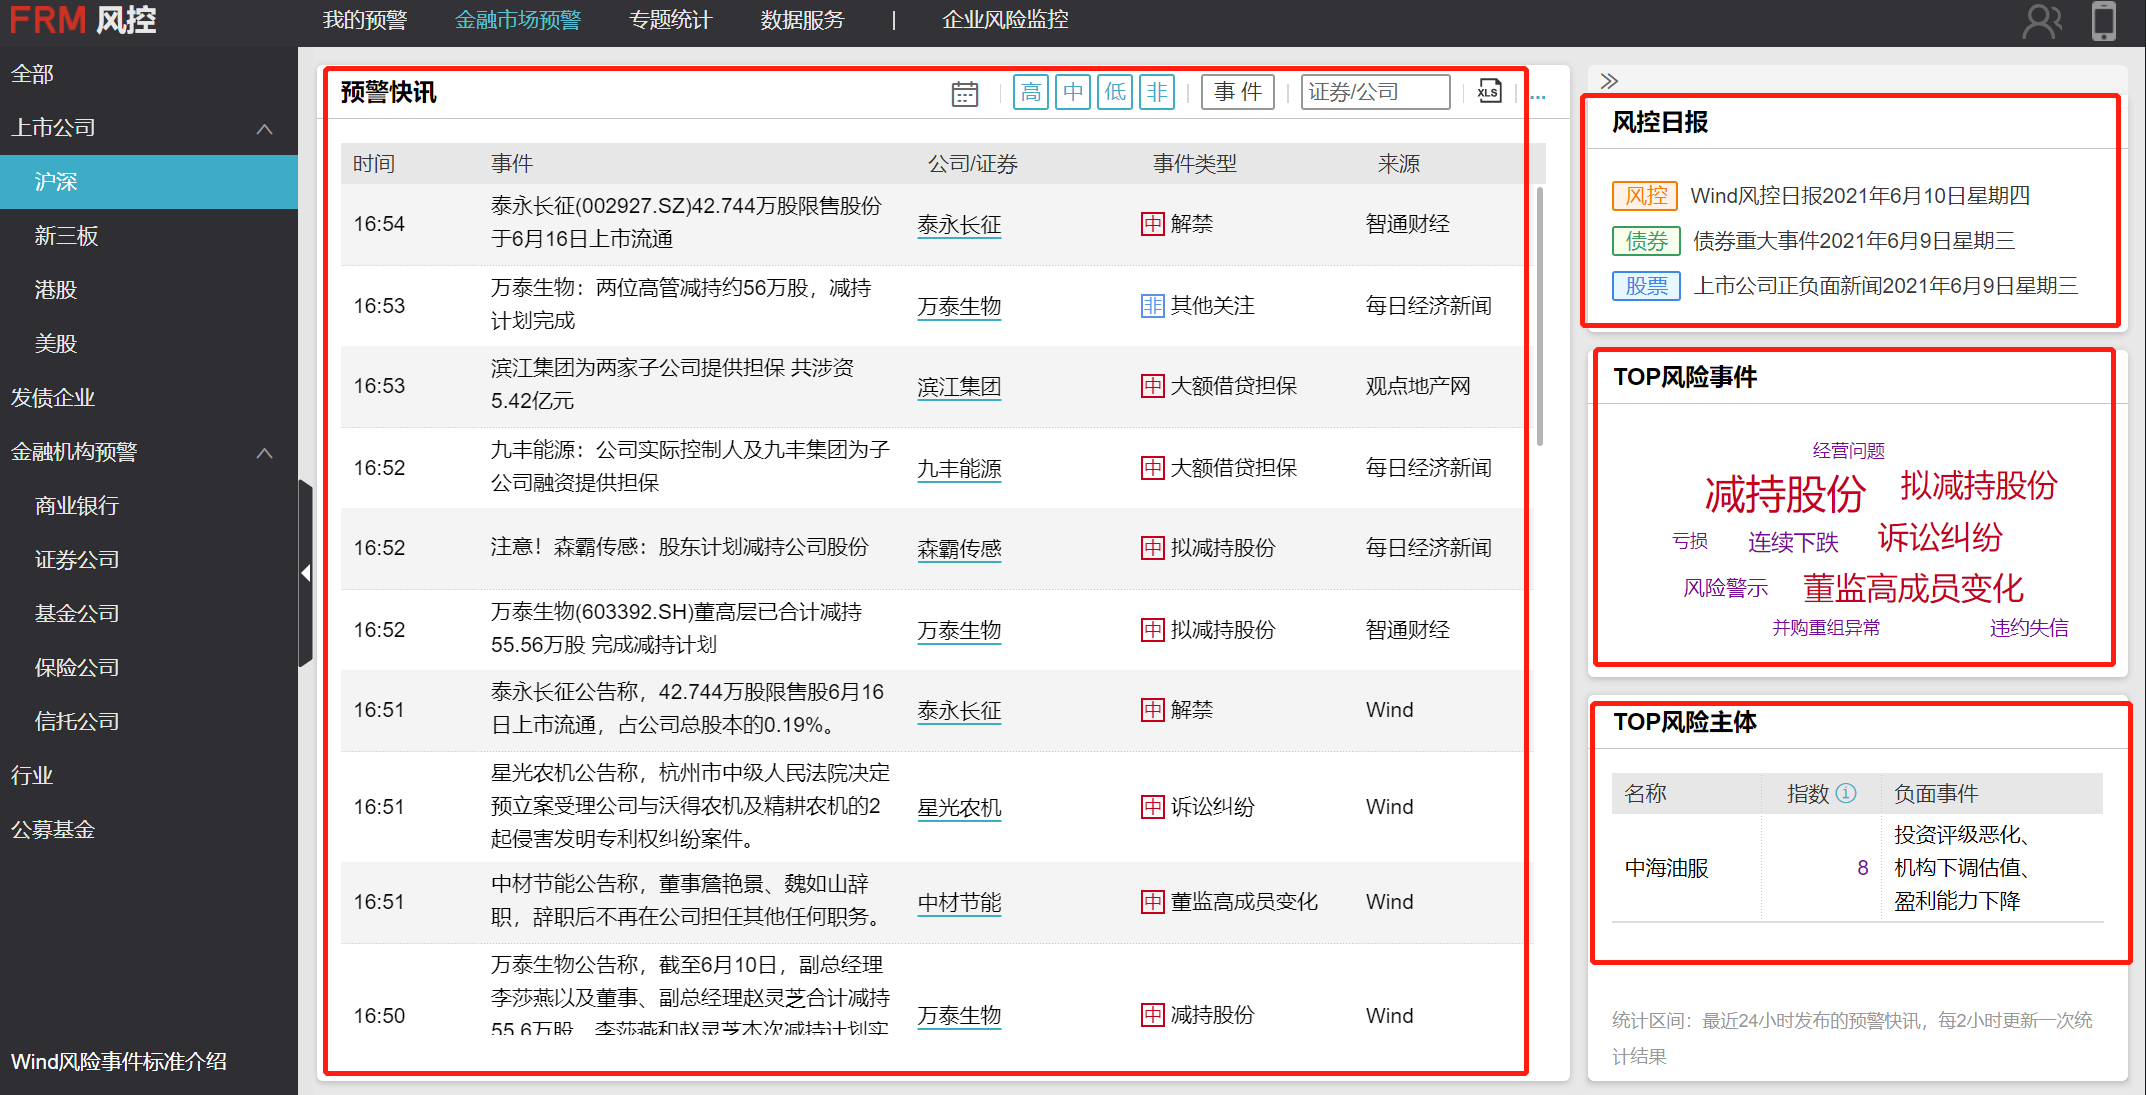 FRM 风控
我的预警 金融市场预警 专题统计 数据服务 | 企业风险监控
全部
上市公司
沪深
新三板
港股
美股
发债企业
金融机构预警
商业银行
证券公司
基金公司
保险公司
信托公司
行业
公募基金
Wind风险事件标准介绍
预警快讯
高 中 低 非 事 件 证券/公司 XLS ...
时间 事件 公司/证券 事件类型 来源
泰永长征(002927.SZ)42.744万股限售股份
16:54 于6月16日上市流通 泰永长征 中 解禁 智通财经
万泰生物：两位高管减持约56万股，减持
16:53 计划完成 万泰生物 非 其他关注 每日经济新闻
滨江集团为两家子公司提供担保 共涉资
16:53 5.42亿元 滨江集团 中 大额借贷担保 观点地产网
九丰能源：公司实际控制人及九丰集团为子
16:52 公司融资提供担保 九丰能源 中 大额借贷担保 每日经济新闻
16:52 注意！森霸传感：股东计划减持公司股份 森霸传感 中 拟减持股份 每日经济新闻
万泰生物(603392.SH)董高层已合计减持
16:52 55.56万股 完成减持计划 万泰生物 中 拟减持股份 智通财经
泰永长征公告称，42.744万股限售股6月16
16:51 日上市流通，占公司总股本的0.19%。 泰永长征 中 解禁 Wind
星光农机公告称，杭州市中级人民法院决定
16:51 预立案受理公司与沃得农机及精耕农机的2 星光农机 中 诉讼纠纷 Wind
起侵害发明专利权纠纷案件。
中材节能公告称，董事詹艳景、魏如山辞
16:51 职，辞职后不再在公司担任其他任何职务。 中材节能 中 董监高成员变化 Wind
万泰生物公告称，截至6月10日，副总经理
李莎燕以及董事、副总经理赵灵芝合计减持
16:50 55.6万股，李莎燕和赵灵芝本次减持计划实 万泰生物 中 减持股份 Wind
风控日报
风控 Wind风控日报2021年6月10日星期四
债券 债券重大事件2021年6月9日星期三
股票 上市公司正负面新闻2021年6月9日星期三
TOP风险事件
经营问题
减持股份 拟减持股份
亏损 连续下跌 诉讼纠纷
风险警示 董监高成员变化
并购重组异常 违约失信
TOP风险主体
名称 指数 负面事件
投资评级恶化、
中海油服 8 机构下调估值、
盈利能力下降
统计区间：最近24小时发布的预警快讯，每2小时更新一次统
计结果